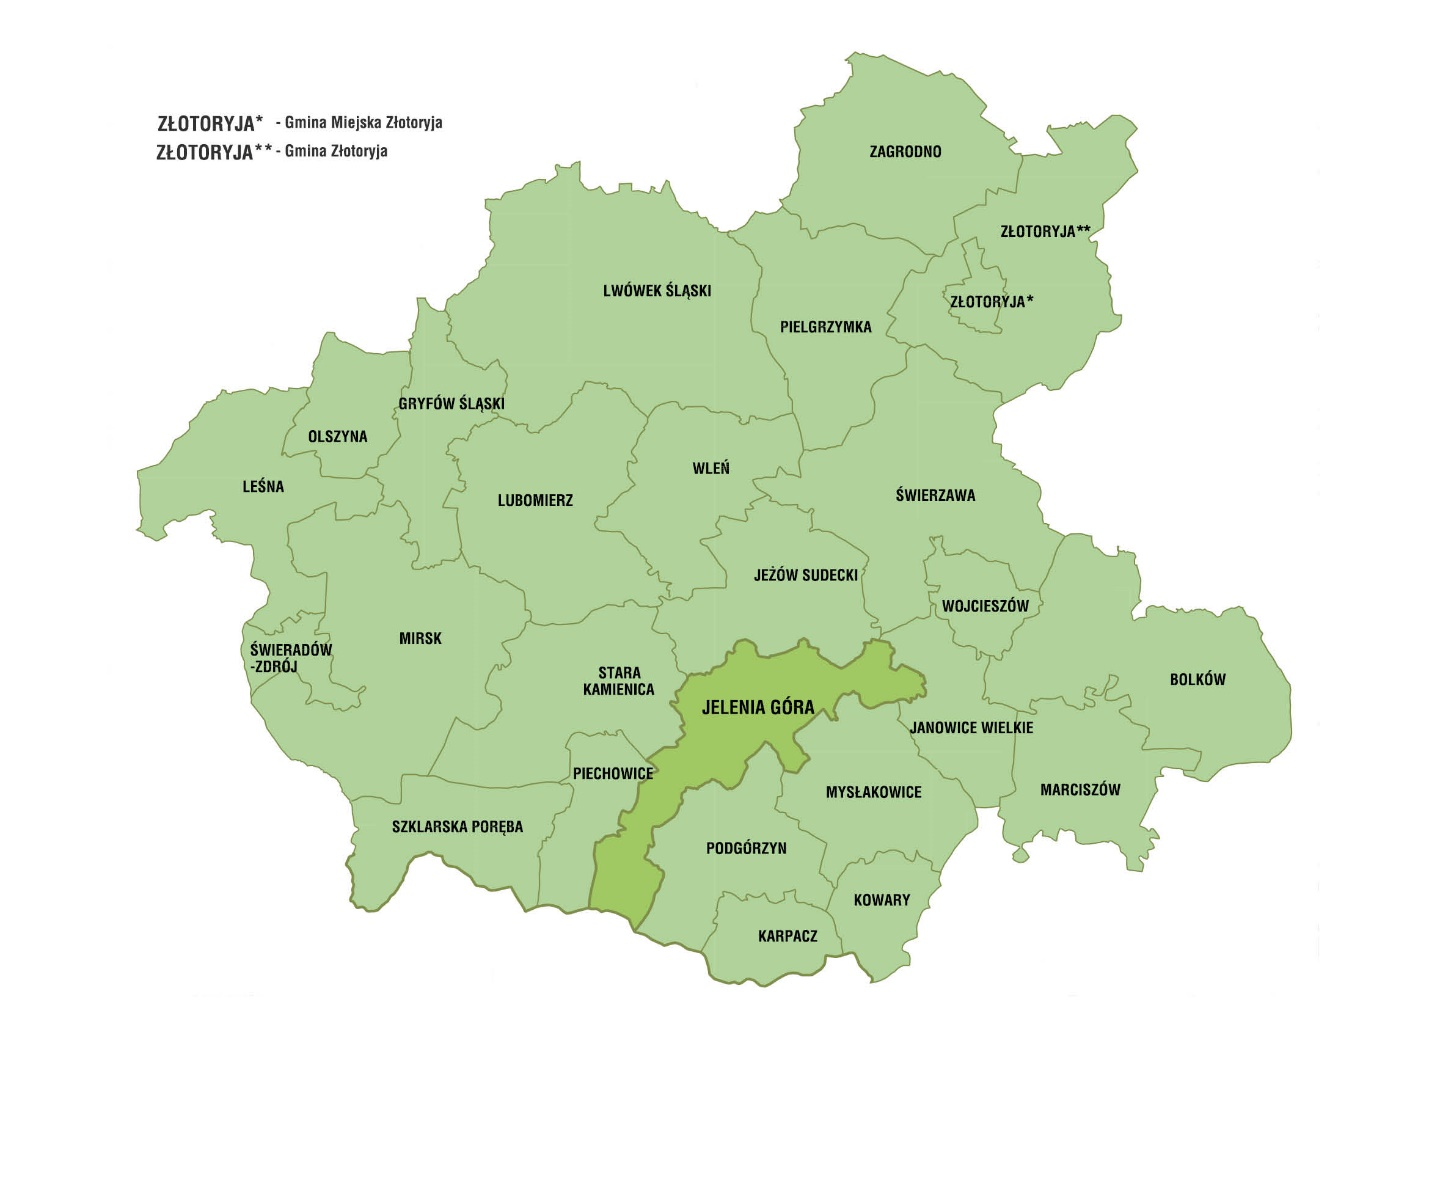 ZŁOTORYJA* - Gmina Miejska Złotoryja
ZŁOTORYJA** - Gmina Złotoryja
ZAGRODNO
ZŁOTORYJA**
LWÓWEK ŚLĄSKI
ZŁOTORYJA*
PIELGRZYMKA
GRYFÓW ŚLĄSKI
OLSZYNA
WLEŃ
LEŚNA
LUBOMIERZ
ŚWIERZAWA
JEŻÓW SUDECKI
WOJCIESZÓW
MIRSK
ŚWIERADÓW
-ZDRÓJ
STARA
KAMIENICA
BOLKÓW
JELENIA GÓRA
JANOWICE WIELKIE
PIECHOWICE
MYSŁAKOWICE
MARCISZÓW
SZKLARSKA PORĘBA
PODGÓRZYN
KOWARY
KARPACZ